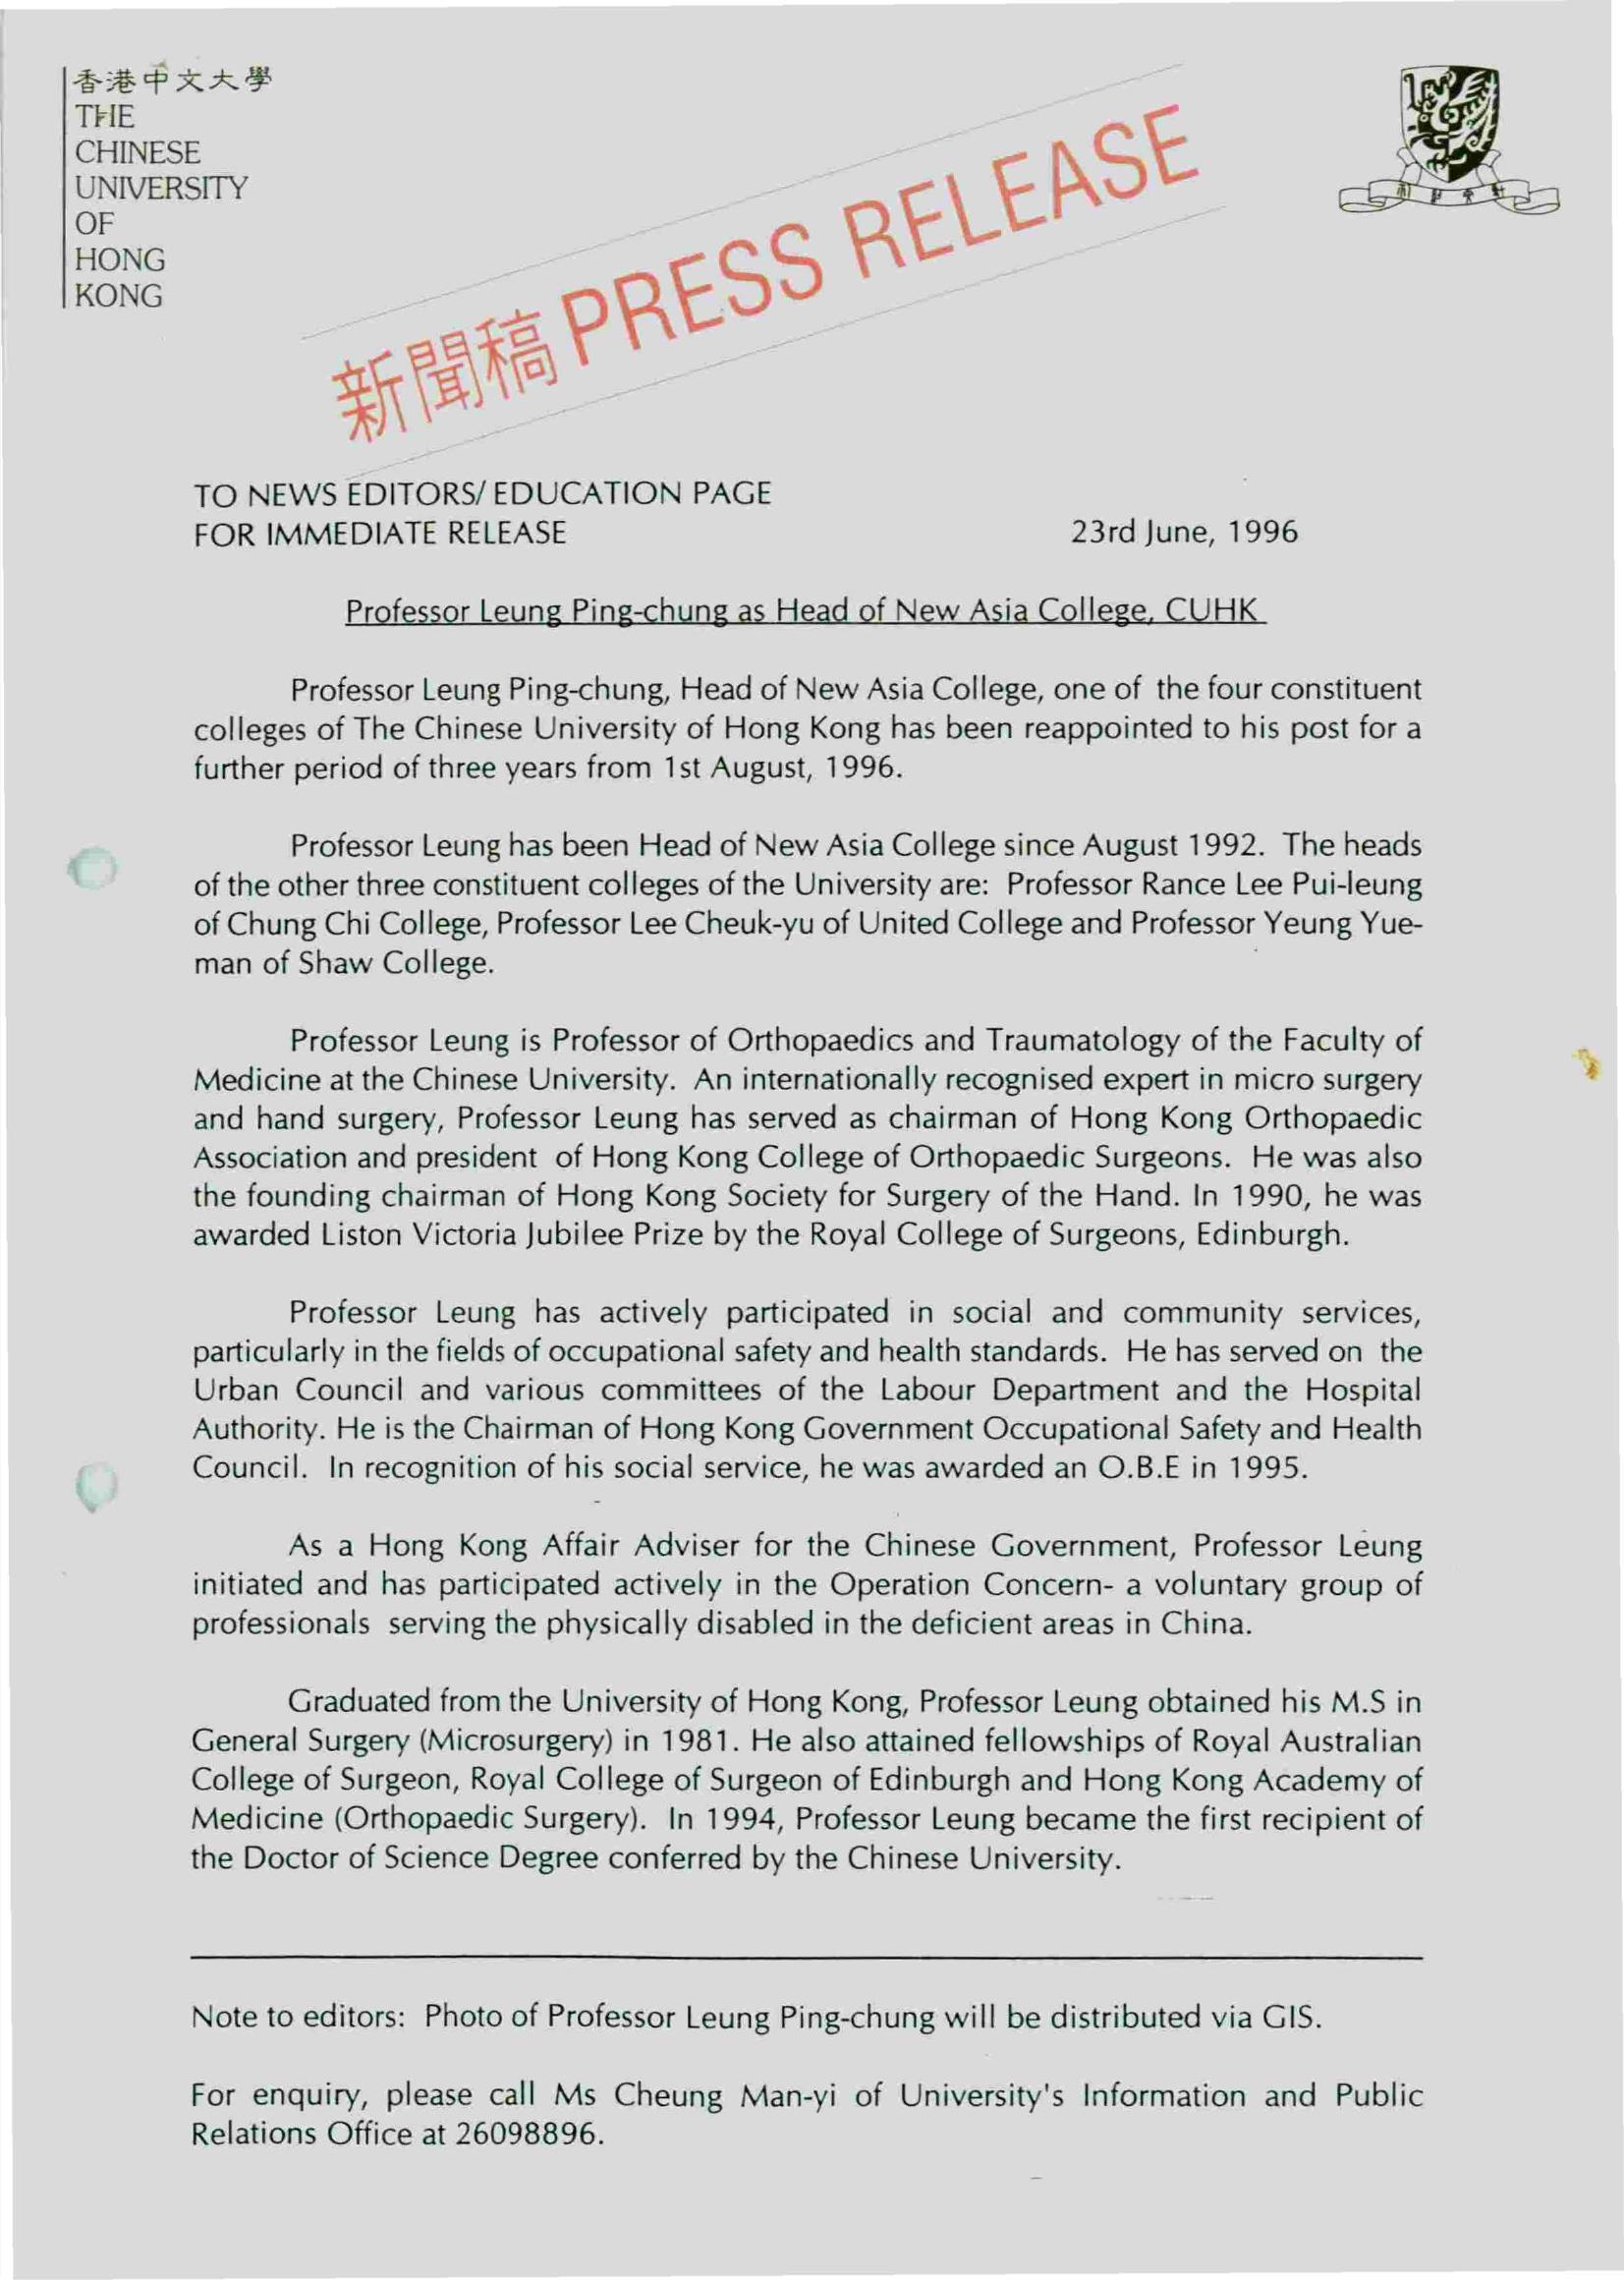 香港中文大學
THE
CHINESE
UNIVERSITY
OF
HONG
KONG
新聞稿 PRESS RELEASE
TO NEWS EDITORS/ EDUCATION PAGE
FOR IMMEDIATE RELEASE 23rd June, 1996
Professor Leung Ping-chung as Head of New Asia College, CUHK
Professor Leung Ping-chung, Head of New Asia College, one of the four constituent
colleges of The Chinese University of Hong Kong has been reappointed to his post for a
further period of three years from 1st August, 1996.
Professor Leung has been Head of New Asia College since August 1992. The heads
of the other three constituent colleges of the University are: Professor Rance Lee Pui-leung
of Chung Chi College, Professor Lee Cheuk-yu of United College and Professor Yeung Yue-
man of Shaw College.
Professor Leung is Professor of Orthopaedics and Traumatology of the Faculty of
Medicine at the Chinese University. An internationally recognised expert in micro surgery
and hand surgery, Professor Leung has served as chairman of Hong Kong Orthopaedic
Association and president of Hong Kong College of Orthopaedic Surgeons. He was also
the founding chairman of Hong Kong Society for Surgery of the Hand. In 1990, he was
awarded Liston Victoria Jubilee Prize by the Royal College of Surgeons, Edinburgh.
Professor Leung has actively participated in social and community services,
particularly in the fields of occupational safety and health standards. He has served on the
Urban Council and various committees of the Labour Department and the Hospital
Authority. He is the Chairman of Hong Kong Government Occupational Safety and Health
Council. In recognition of his social service, he was awarded an O.B.E in 1995.
As a Hong Kong Affair Adviser for the Chinese Government, Professor Leung
initiated and has participated actively in the Operation Concern- a voluntary group of
professionals serving the physically disabled in the deficient areas in China.
Graduated from the University of Hong Kong, Professor Leung obtained his M.S in
General Surgery (Microsurgery) in 1981. He also attained fellowships of Royal Australian
College of Surgeon, Royal College of Surgeon of Edinburgh and Hong Kong Academy of
Medicine (Orthopaedic Surgery). In 1994, Professor Leung became the first recipient of
the Doctor of Science Degree conferred by the Chinese University.
Note to editors: Photo of Professor Leung Ping-chung will be distributed via GIS.
For enquiry, please call Ms Cheung Man-yi of University's Information and Public
Relations Office at 26098896.